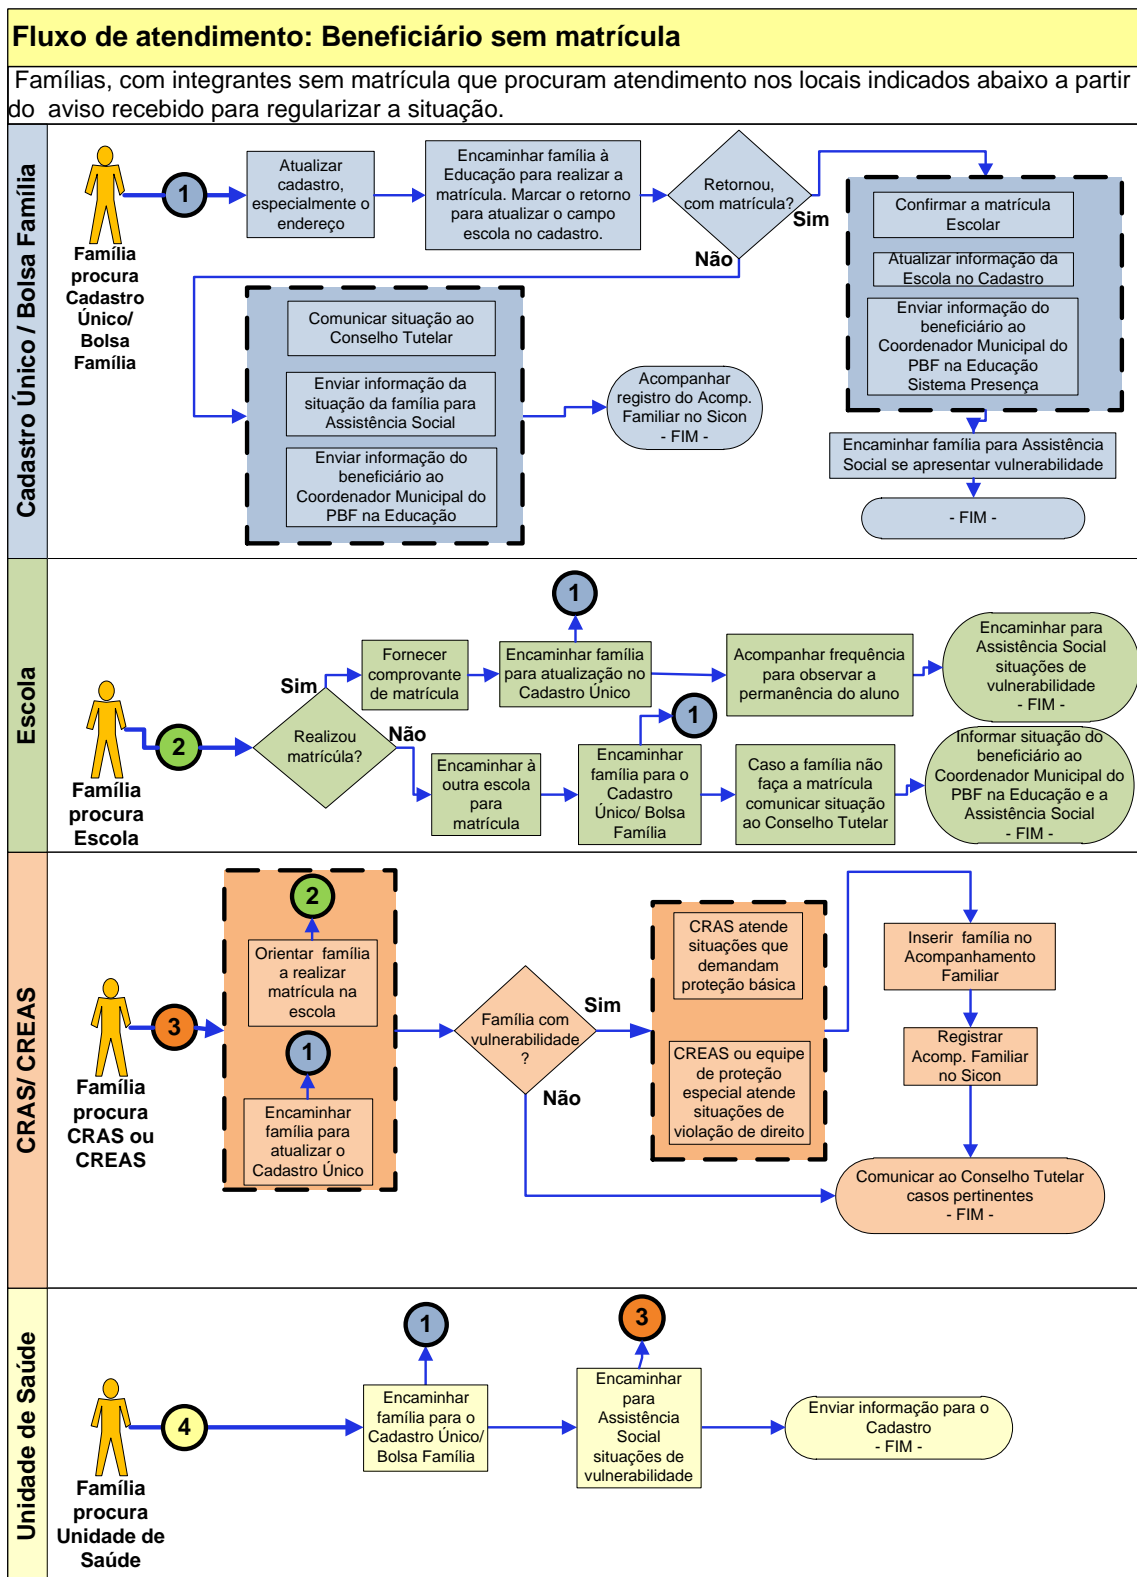 Fluxo de atendimento: Beneficiário sem matrícula
Famílias, com integrantes sem matrícula que procuram atendimento nos locais indicados abaixo a partir
do aviso recebido para regularizar a situação.
Cadastro Único / Bolsa Família
Família
procura
Cadastro
Único/
Bolsa
Família
1
Atualizar
cadastro,
especialmente o
endereço
Encaminhar família à
Educação para realizar a
matrícula. Marcar o retorno
para atualizar o campo
escola no cadastro.
Retornou,
com matrícula?
Sim
Não
Confirmar a matrícula
Escolar
Atualizar informação da
Escola no Cadastro
Enviar informação do
beneficiário ao
Coordenador Municipal do
PBF na Educação
Sistema Presença
Encaminhar família para Assistência
Social se apresentar vulnerabilidade
- FIM -
Comunicar situação ao
Conselho Tutelar
Enviar informação da
situação da família para
Assistência Social
Enviar informação do
beneficiário ao
Coordenador Municipal do
PBF na Educação
Acompanhar
registro do Acomp.
Familiar no Sicon
- FIM -
Escola
Família
procura
Escola
2
Realizou
matrícúla?
Sim
Não
Fornecer
comprovante
de matrícula
Encaminhar família
para atualização no
Cadastro Único
1
Acompanhar frequência
para observar a
permanência do aluno
Encaminhar para
Assistência Social
situações de
vulnerabilidade
- FIM -
Encaminhar à
outra escola
para
matrícula
Encaminhar
família para o
Cadastro
Único/ Bolsa
Família
1
Caso a família não
faça a matrícula
comunicar situação
ao Conselho Tutelar
Informar situação do
beneficiário ao
Coordenador Municipal do
PBF na Educação e a
Assistência Social
- FIM -
CRAS/ CREAS
Família
procura
CRAS ou
CREAS
3
2
Orientar família
a realizar
matrícula na
escola
1
Encaminhar
família para
atualizar o
Cadastro Único
Família com
vulnerabilidade
?
Sim
Não
CRAS atende
situações que
demandam
proteção básica
CREAS ou equipe
de proteção
especial atende
situações de
violação de direito
Inserir família no
Acompanhamento
Familiar
Registrar
Acomp. Familiar
no Sicon
Comunicar ao Conselho Tutelar
casos pertinentes
- FIM -
Unidade de Saúde
Família
procura
Unidade de
Saúde
4
1
Encaminhar
família para o
Cadastro Único/
Bolsa Família
3
Encaminhar
para
Assistência
Social
situações de
vulnerabilidade
Enviar informação para o
Cadastro
- FIM -